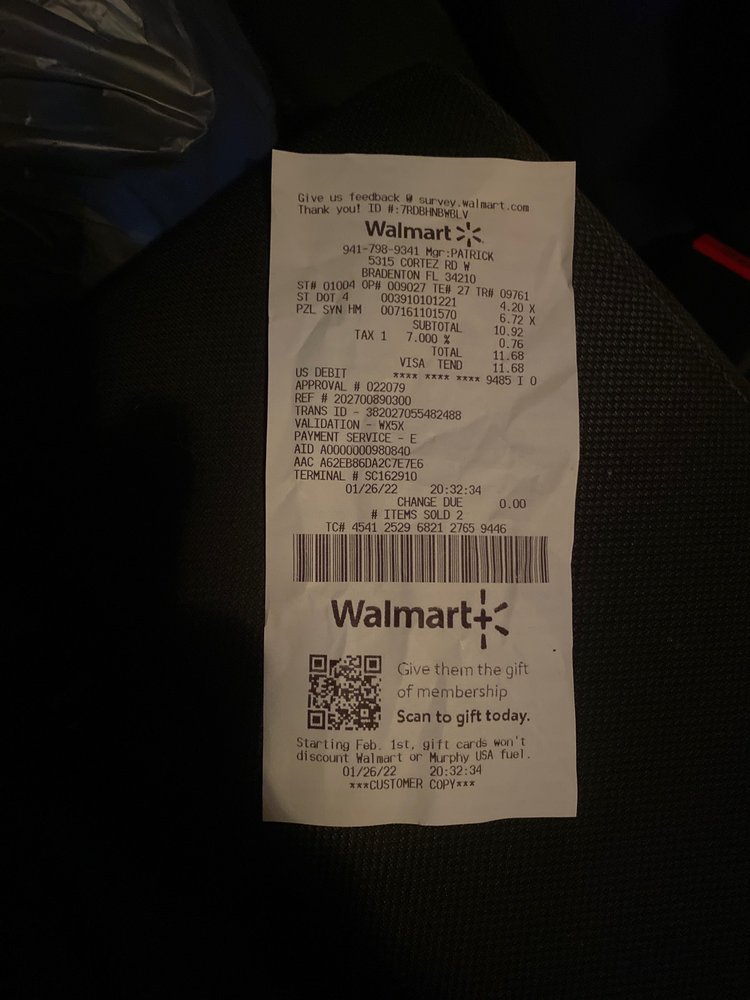 Give us feedback @ survey.walmart.com
Thank you! ID #:7RDBHNBWBLV
Walmart
941-798-9341 Mgr:PATRICK
5315 CORTEZ RD W
BRADENTON FL 34210
ST# 01004 OP# 009027 TE# 27 TR# 09761
ST DOT 4 003910101221 4.20 X
PZL SYN HM 007161101570 6.72 X
SUBTOTAL 10.92
TAX 1 7.000 % 0.76
TOTAL 11.68
VISA TEND 11.68
US DEBIT **** **** **** 9485 I 0
APPROVAL # 022079
REF # 202700890300
TRANS ID - 382027055482488
VALIDATION - WX5X
PAYMENT SERVICE - E
AID A0000000980840
AAC A62EB86DA2C7E7E6
TERMINAL # SC162910
01/26/22 20:32:34
CHANGE DUE 0.00
# ITEMS SOLD 2
TC# 4541 2529 6821 2765 9446
Walmart+
Give them the gift
of membership
Scan to gift today.
Starting Feb. 1st, gift cards won't
discount Walmart or Murphy USA fuel.
01/26/22 20:32:34
***CUSTOMER COPY***